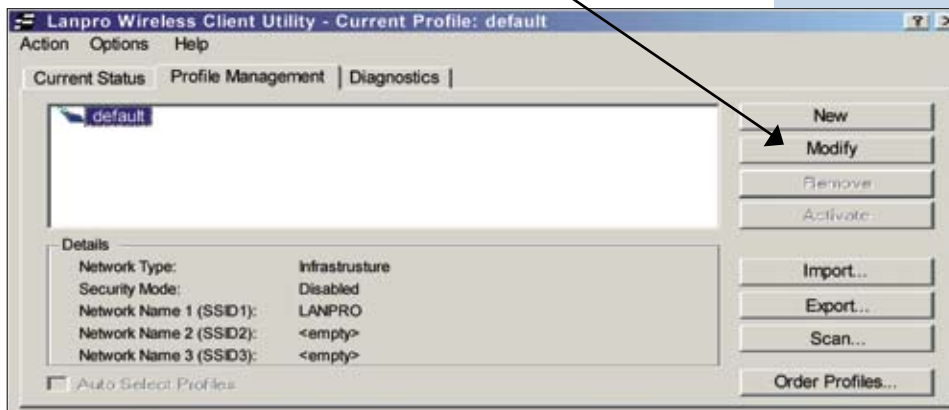 Lanpro Wireless Client Utility - Current Profile: default
Action Options Help
Current Status Profile Management Diagnostics
default
New
Modify
Remove
Activate
Details
Network Type: Infrastrusture
Security Mode: Disabled
Network Name 1 (SSID1): LANPRO
Network Name 2 (SSID2): <empty>
Network Name 3 (SSID3): <empty>
Import...
Export...
Scan...
Auto Select Profiles
Order Profiles...